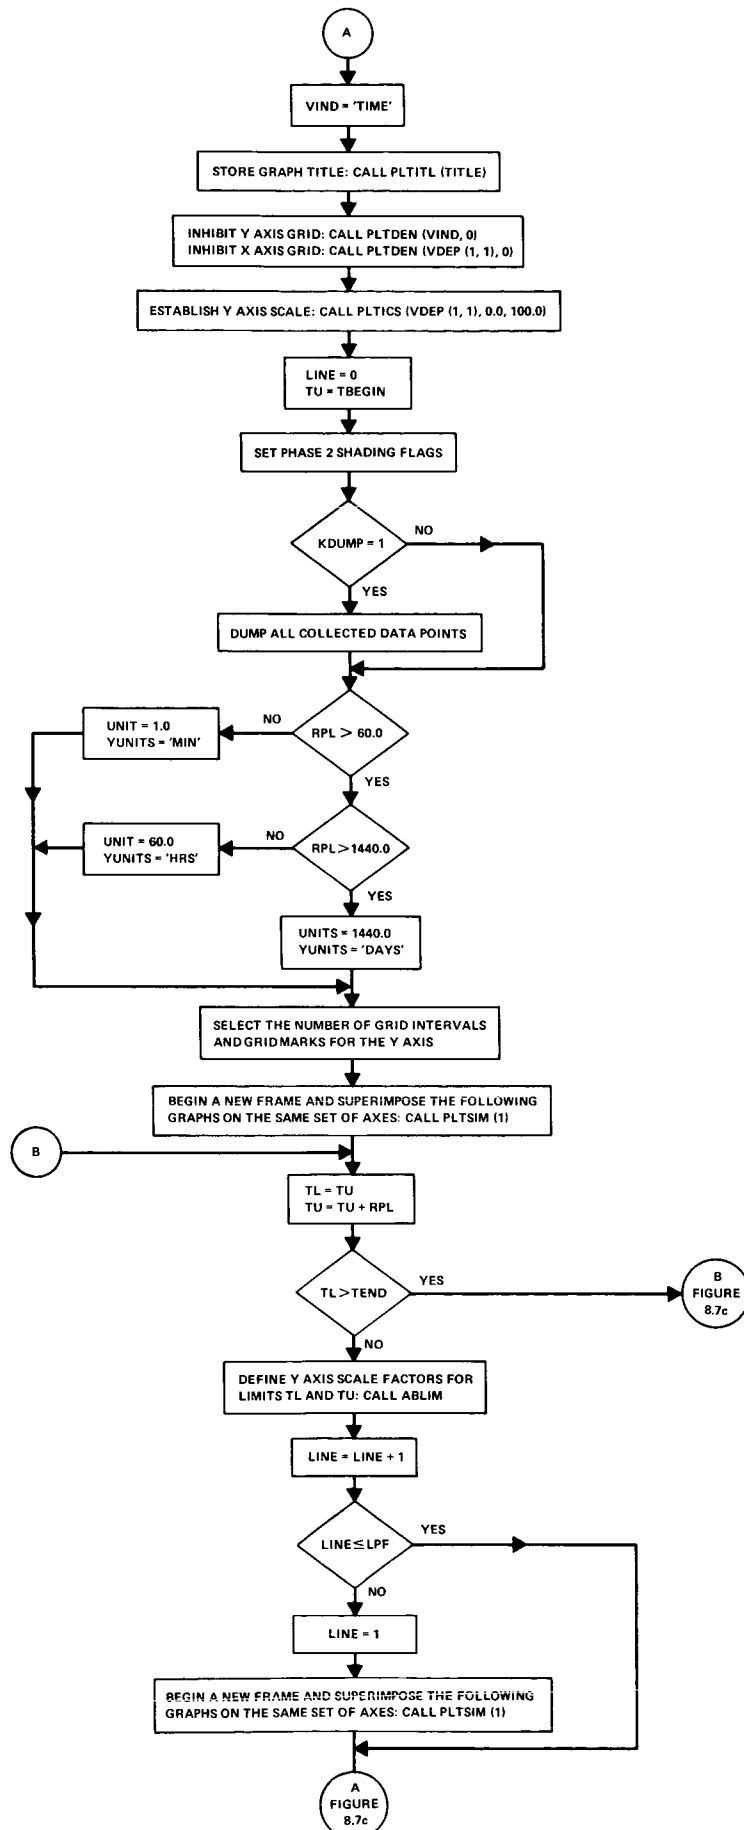 A
VIND = 'TIME'
STORE GRAPH TITLE: CALL PLTITL (TITLE)
INHIBIT Y AXIS GRID: CALL PLTDEN (VIND, 0)
INHIBIT X AXIS GRID: CALL PLTDEN (VDEP (1, 1), 0)
ESTABLISH Y AXIS SCALE: CALL PLTICS (VDEP (1, 1), 0.0, 100.0)
LINE = 0
TU = TBEGIN
SET PHASE 2 SHADING FLAGS
KDUMP = 1
NO
YES
DUMP ALL COLLECTED DATA POINTS
UNIT = 1.0
YUNITS = 'MIN'
NO
RPL > 60.0
YES
UNIT = 60.0
YUNITS = 'HRS'
NO
RPL>1440.0
YES
UNITS = 1440.0
YUNITS = 'DAYS'
SELECT THE NUMBER OF GRID INTERVALS
AND GRID MARKS FOR THE Y AXIS
BEGIN A NEW FRAME AND SUPERIMPOSE THE FOLLOWING
GRAPHS ON THE SAME SET OF AXES: CALL PLTSIM (1)
B
TL = TU
TU = TU + RPL
TL>TEND
YES
B
FIGURE
8.7c
NO
DEFINE Y AXIS SCALE FACTORS FOR
LIMITS TL AND TU: CALL ABLIM
LINE = LINE + 1
LINE≤LPF
YES
NO
LINE = 1
BEGIN A NEW FRAME AND SUPERIMPOSE THE FOLLOWING
GRAPHS ON THE SAME SET OF AXES: CALL PLTSIM (1)
A
FIGURE
8.7c